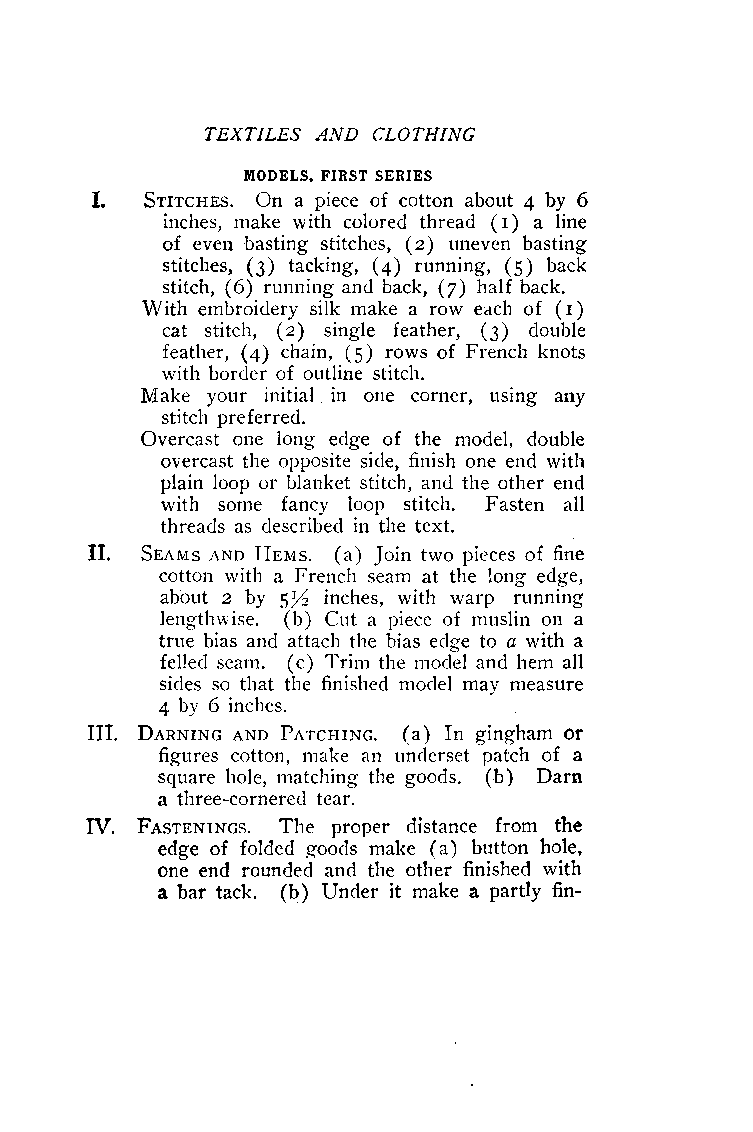 TEXTILES AND CLOTHING
MODELS, FIRST SERIES
I. STITCHES. On a piece of cotton about 4 by 6
inches, make with colored thread (1) a line
of even basting stitches, (2) uneven basting
stitches, (3) tacking, (4) running, (5) back
stitch, (6) running and back, (7) half back.
With embroidery silk make a row each of (1)
cat stitch, (2) single feather, (3) double
feather, (4) chain, (5) rows of French knots
with border of outline stitch.
Make your initial in one corner, using any
stitch preferred.
Overcast one long edge of the model, double
overcast the opposite side, finish one end with
plain loop or blanket stitch, and the other end
with some fancy loop stitch. Fasten all
threads as described in the text.
II. SEAMS AND HEMS. (a) Join two pieces of fine
cotton with a French seam at the long edge,
about 2 by 5½ inches, with warp running
lengthwise. (b) Cut a piece of muslin on a
true bias and attach the bias edge to a with a
felled seam. (c) Trim the model and hem all
sides so that the finished model may measure
4 by 6 inches.
III. DARNING AND PATCHING. (a) In gingham or
figures cotton, make an underset patch of a
square hole, matching the goods. (b) Darn
a three-cornered tear.
IV. FASTENINGS. The proper distance from the
edge of folded goods make (a) button hole,
one end rounded and the other finished with
a bar tack. (b) Under it make a partly fin-